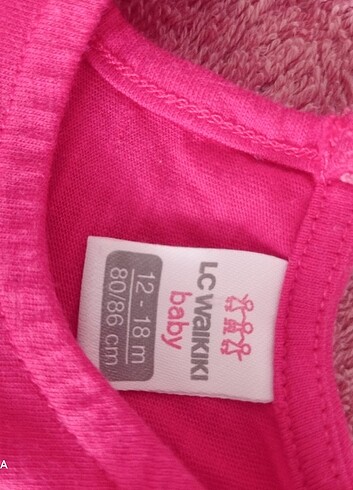 LC WAIKIKI
baby
12 - 18 m
80/86 cm
A